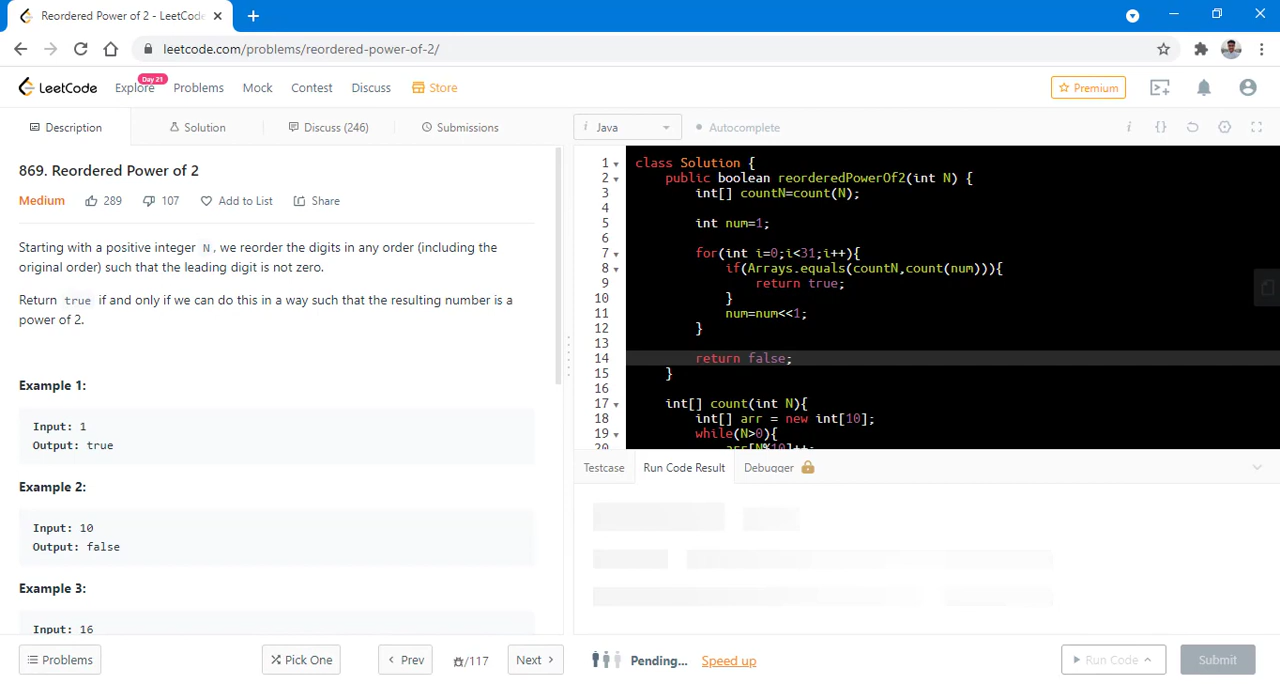 Reordered Power of 2 - LeetCode
leetcode.com/problems/reordered-power-of-2/
LeetCode
Explore
Day 21
Problems
Mock
Contest
Discuss
Store
Premium
Description
Solution
Discuss (246)
Submissions
i Java
Autocomplete
869. Reordered Power of 2
Medium
289
107
Add to List
Share
Starting with a positive integer N, we reorder the digits in any order (including the
original order) such that the leading digit is not zero.
Return true if and only if we can do this in a way such that the resulting number is a
power of 2.
Example 1:
Input: 1
Output: true
Example 2:
Input: 10
Output: false
Example 3:
Input: 16
1 class Solution {
2 public boolean reorderedPowerOf2(int N) {
3 int[] countN=count(N);
4
5 int num=1;
6
7 for(int i=0;i<31;i++){
8 if(Arrays.equals(countN,count(num))){
9 return true;
10 }
11 num=num<<1;
12 }
13
14 return false;
15 }
16
17 int[] count(int N){
18 int[] arr = new int[10];
19 while(N>0){
20 arr[N%10]++;
Testcase
Run Code Result
Debugger
Problems
Pick One
Prev
/117
Next
Pending...
Speed up
Run Code
Submit